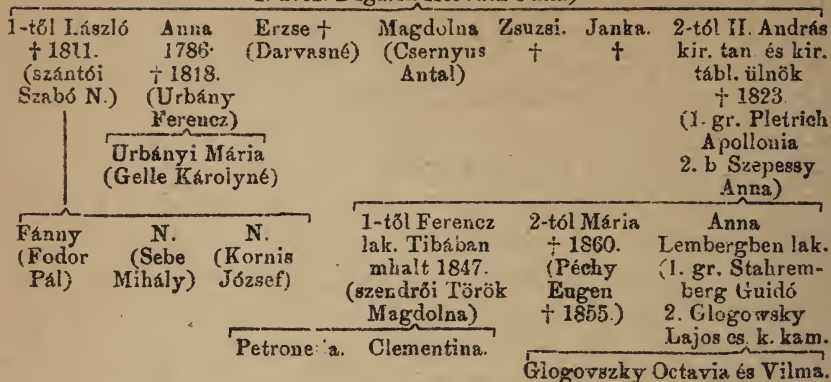 1-től László Anna Erzse † Magdolna Zsuzsi. Janka. 2-tól II. András
† 1811. 1786· (Darvasné) (Csernyus † † kir. tan. és kir.
(szántói † 1818. Antal) tábl. ülnök
Szabó N.) (Urbány † 1823.
Ferencz) (1. gr. Pletrich
Urbányi Mária Apollonia
(Gelle Károlyné) 2. b Szepessy
Anna)
Fánny N. N. 1-től Ferencz 2-tól Mária Anna
(Fodor (Sebe (Kornis lak. Tibában † 1860. Lembergben lak.
Pál) Mihály) József) mhalt 1847. (Péchy (1. gr. Stahrem-
(szendrői Török Eugen berg Guidó
Magdolna) † 1855.) 2. Glogowsky
Lajos cs. k. kam.
Petrone a. Clementina.
Glogovszky Octavia és Vilma.